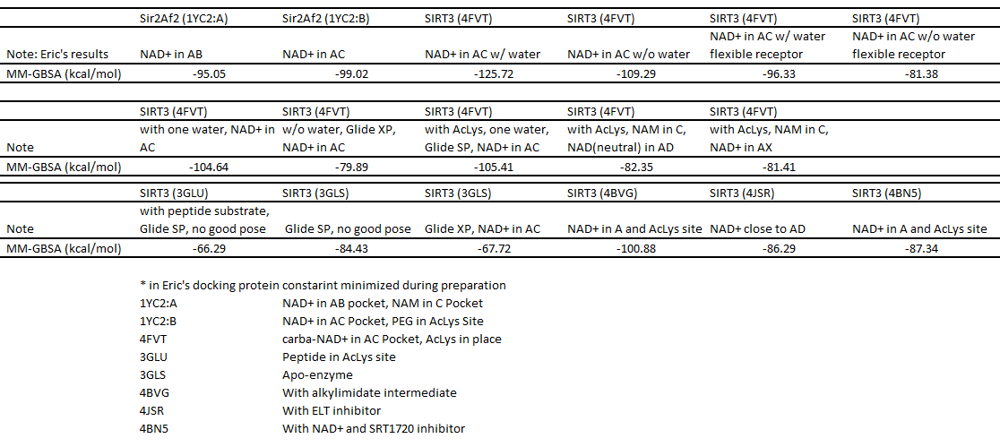 Sir2Af2 (1YC2:A) Sir2Af2 (1YC2:B) SIRT3 (4FVT) SIRT3 (4FVT) SIRT3 (4FVT) SIRT3 (4FVT)
NAD+ in AC w/ water NAD+ in AC w/o water
Note: Eric's results NAD+ in AB NAD+ in AC NAD+ in AC w/ water NAD+ in AC w/o water flexible receptor flexible receptor
MM-GBSA (kcal/mol) -95.05 -99.02 -125.72 -109.29 -96.33 -81.38
SIRT3 (4FVT) SIRT3 (4FVT) SIRT3 (4FVT) SIRT3 (4FVT) SIRT3 (4FVT)
with one water, NAD+ in w/o water, Glide XP, with AcLys, one water, with AcLys, NAM in C, with AcLys, NAM in C,
Note AC NAD+ in AC Glide SP, NAD+ in AC NAD(neutral) in AD NAD+ in AX
MM-GBSA (kcal/mol) -104.64 -79.89 -105.41 -82.35 -81.41
SIRT3 (3GLU) SIRT3 (3GLS) SIRT3 (3GLS) SIRT3 (4BVG) SIRT3 (4JSR) SIRT3 (4BN5)
with peptide substrate,
Note Glide SP, no good pose Glide SP, no good pose Glide XP, NAD+ in AC NAD+ in A and AcLys site NAD+ close to AD NAD+ in A and AcLys site
MM-GBSA (kcal/mol) -66.29 -84.43 -67.72 -100.88 -86.29 -87.34
* in Eric's docking protein constarint minimized during preparation
1YC2:A NAD+ in AB pocket, NAM in C Pocket
1YC2:B NAD+ in AC Pocket, PEG in AcLys Site
4FVT carba-NAD+ in AC Pocket, AcLys in place
3GLU Peptide in AcLys site
3GLS Apo-enzyme
4BVG With alkylimidate intermediate
4JSR With ELT inhibitor
4BN5 With NAD+ and SRT1720 inhibitor